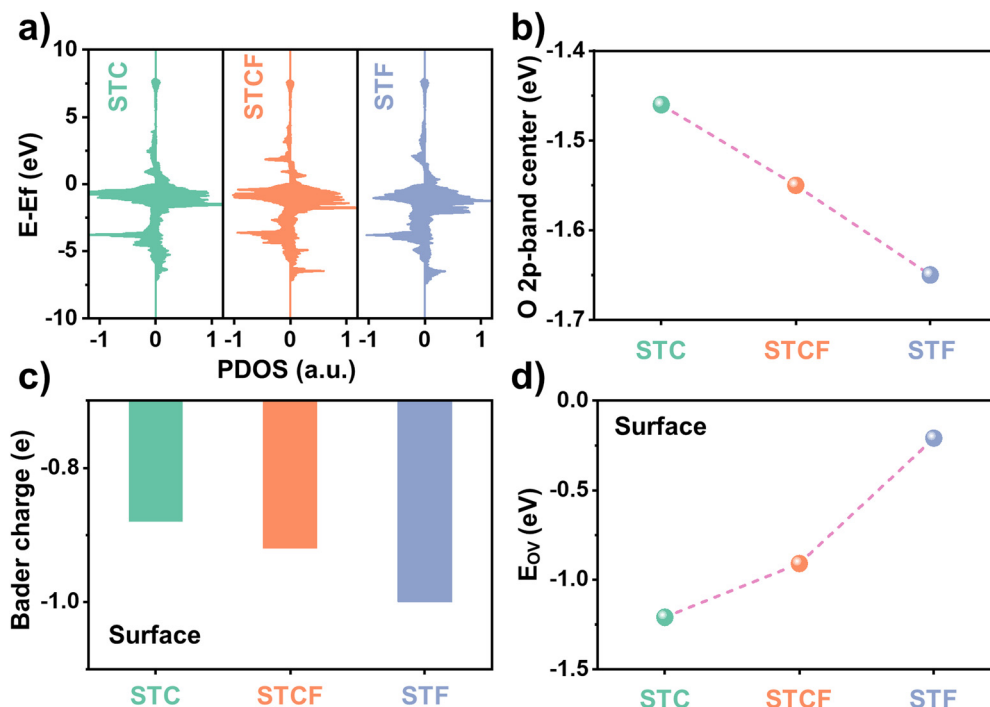 a)
10
5
0
-5
-10
E-Ef (eV)
STC
STCF
STF
-1 0 1
-1 0 1
-1 0 1
PDOS (a.u.)
b)
-1.4
-1.5
-1.6
-1.7
O 2p-band center (eV)
STC STCF STF
c)
-0.8
-1.0
Bader charge (e)
Surface
STC STCF STF
d)
0.0
-0.5
-1.0
-1.5
EOV (eV)
Surface
STC STCF STF